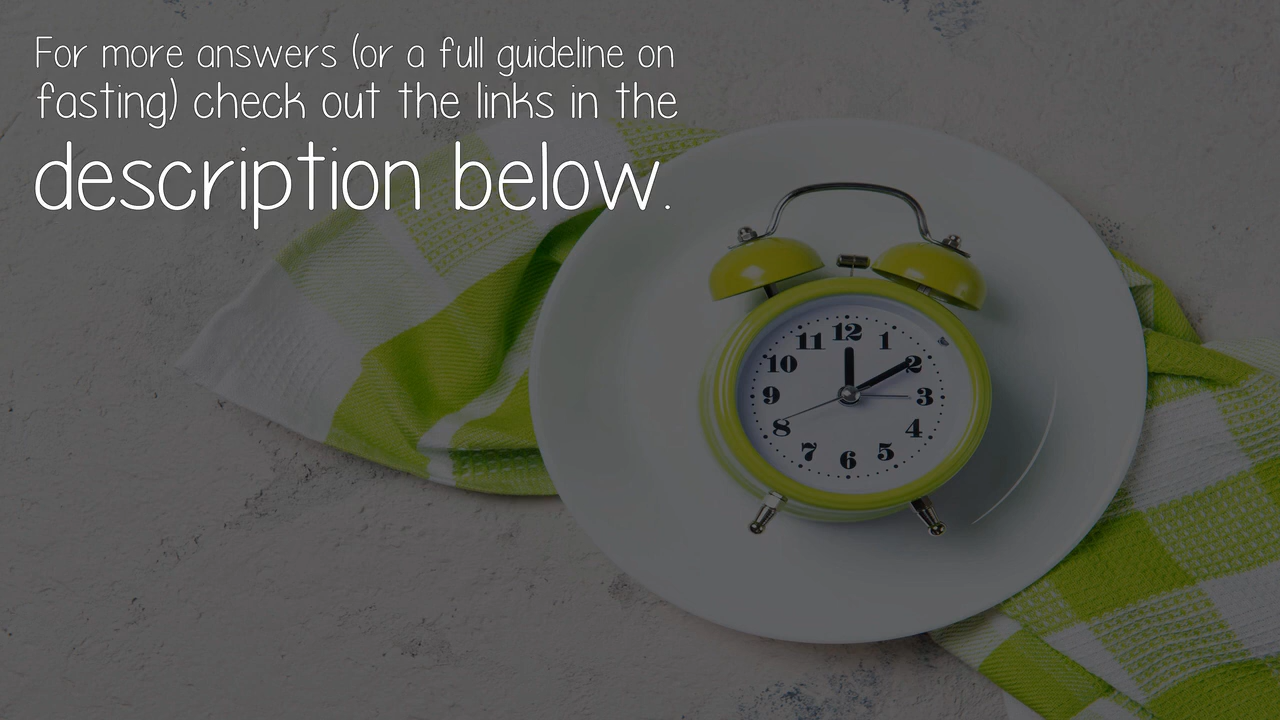 For more answers (or a full guideline on
fasting) check out the links in the
description below.
12
11 1
10 2
9 3
8 4
7 5
6